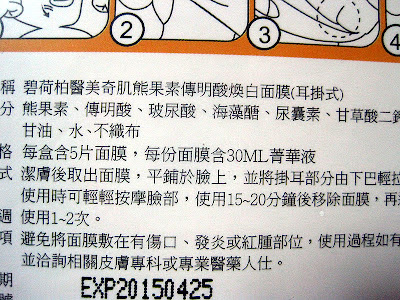 2
3
4
稱 碧荷柏醫美奇肌熊果素傳明酸煥白面膜(耳掛式)
分 熊果素、傳明酸、玻尿酸、海藻醣、尿囊素、甘草酸二鉀
甘油、水、不織布
格 每盒含5片面膜，每份面膜含30ML菁華液
式 潔膚後取出面膜，平鋪於臉上，並將掛耳部分由下巴輕拉
使用時可輕輕按摩臉部，使用15~20分鐘後移除面膜，再
週 使用1~2次。
項 避免將面膜敷在有傷口、發炎或紅腫部位，使用過程如有
並洽詢相關皮膚專科或專業醫藥人仕。
期
號 EXP20150425